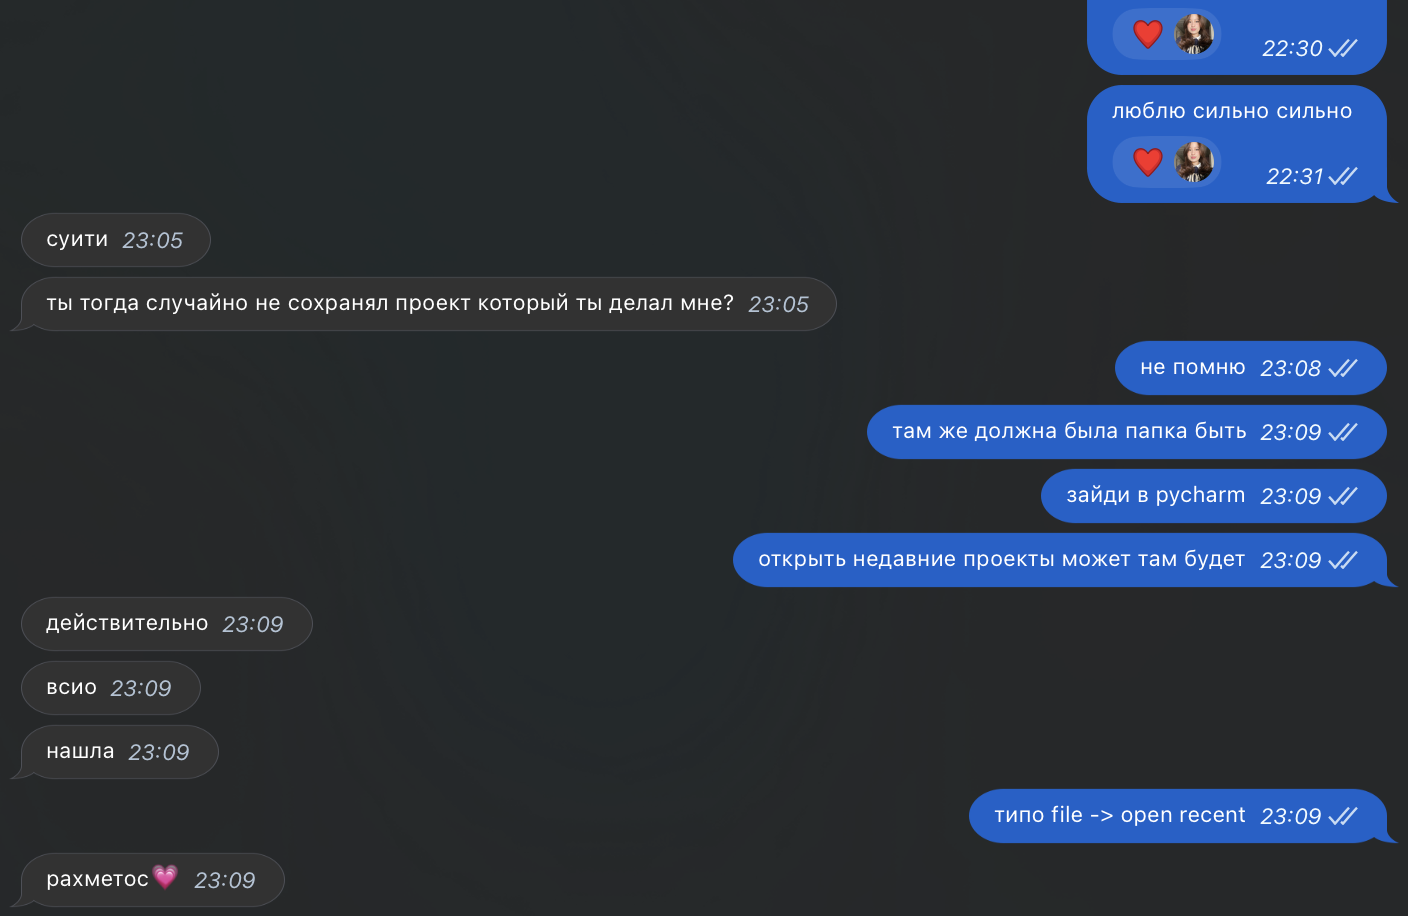 22:30
люблю сильно сильно
22:31
суити 23:05
ты тогда случайно не сохранял проект который ты делал мне? 23:05
не помню 23:08
там же должна была папка быть 23:09
зайди в pycharm 23:09
открыть недавние проекты может там будет 23:09
действительно 23:09
всио 23:09
нашла 23:09
типо file -> open recent 23:09
рахметос💗 23:09